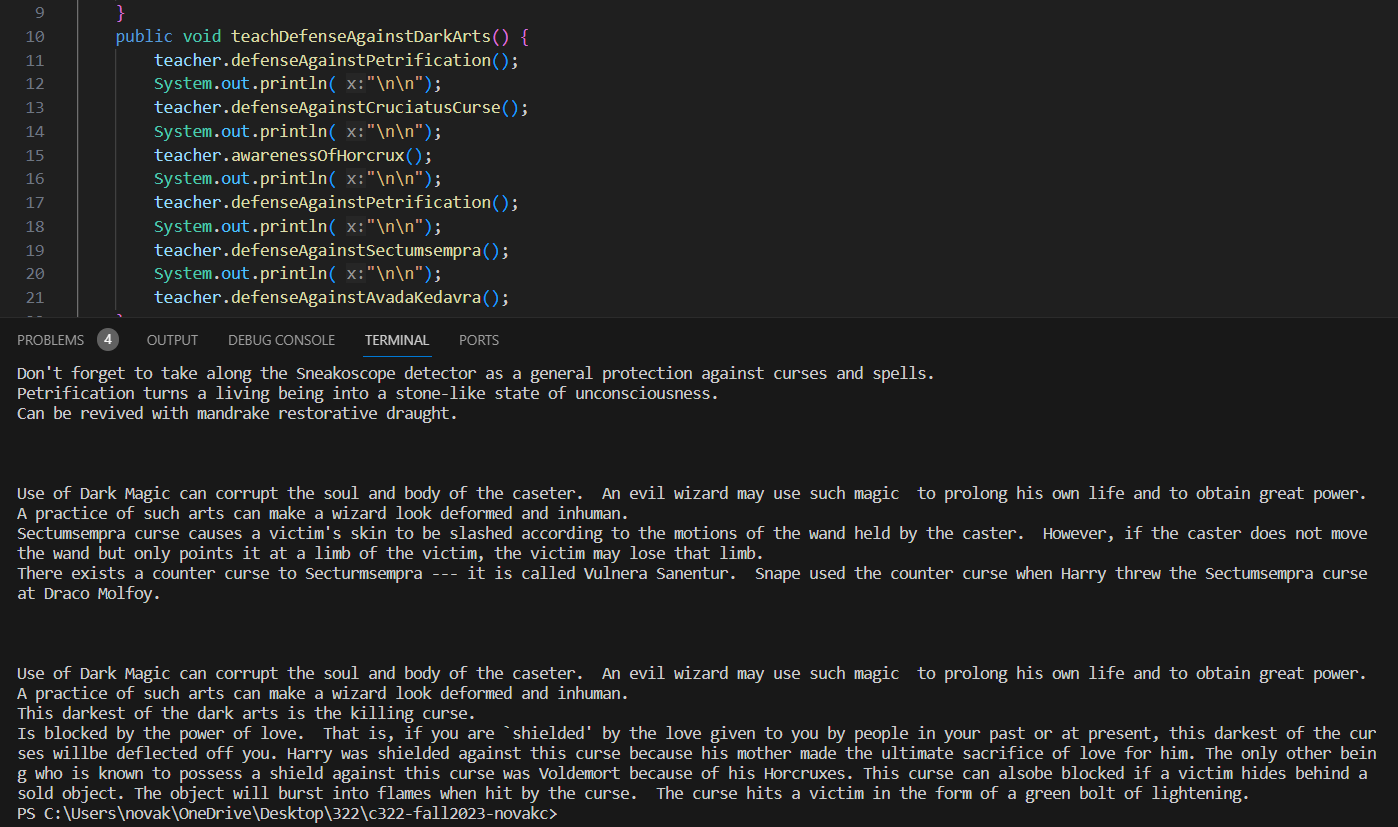 9 }
10 public void teachDefenseAgainstDarkArts() {
11 teacher.defenseAgainstPetrification();
12 System.out.println( x:"\n\n");
13 teacher.defenseAgainstCruciatusCurse();
14 System.out.println( x:"\n\n");
15 teacher.awarenessOfHorcrux();
16 System.out.println( x:"\n\n");
17 teacher.defenseAgainstPetrification();
18 System.out.println( x:"\n\n");
19 teacher.defenseAgainstSectumsempra();
20 System.out.println( x:"\n\n");
21 teacher.defenseAgainstAvadaKedavra();
PROBLEMS 4 OUTPUT DEBUG CONSOLE TERMINAL PORTS
Don't forget to take along the Sneakoscope detector as a general protection against curses and spells.
Petrification turns a living being into a stone-like state of unconsciousness.
Can be revived with mandrake restorative draught.
Use of Dark Magic can corrupt the soul and body of the caseter.  An evil wizard may use such magic  to prolong his own life and to obtain great power.
A practice of such arts can make a wizard look deformed and inhuman.
Sectumsempra curse causes a victim's skin to be slashed according to the motions of the wand held by the caster.  However, if the caster does not move
the wand but only points it at a limb of the victim, the victim may lose that limb.
There exists a counter curse to Secturmsempra --- it is called Vulnera Sanentur.  Snape used the counter curse when Harry threw the Sectumsempra curse
at Draco Molfoy.
Use of Dark Magic can corrupt the soul and body of the caseter.  An evil wizard may use such magic  to prolong his own life and to obtain great power.
A practice of such arts can make a wizard look deformed and inhuman.
This darkest of the dark arts is the killing curse.
Is blocked by the power of love.  That is, if you are `shielded' by the love given to you by people in your past or at present, this darkest of the cur
ses willbe deflected off you. Harry was shielded against this curse because his mother made the ultimate sacrifice of love for him. The only other bein
g who is known to possess a shield against this curse was Voldemort because of his Horcruxes. This curse can alsobe blocked if a victim hides behind a
sold object. The object will burst into flames when hit by the curse.  The curse hits a victim in the form of a green bolt of lightening.
PS C:\Users\novak\OneDrive\Desktop\322\c322-fall2023-novakc>